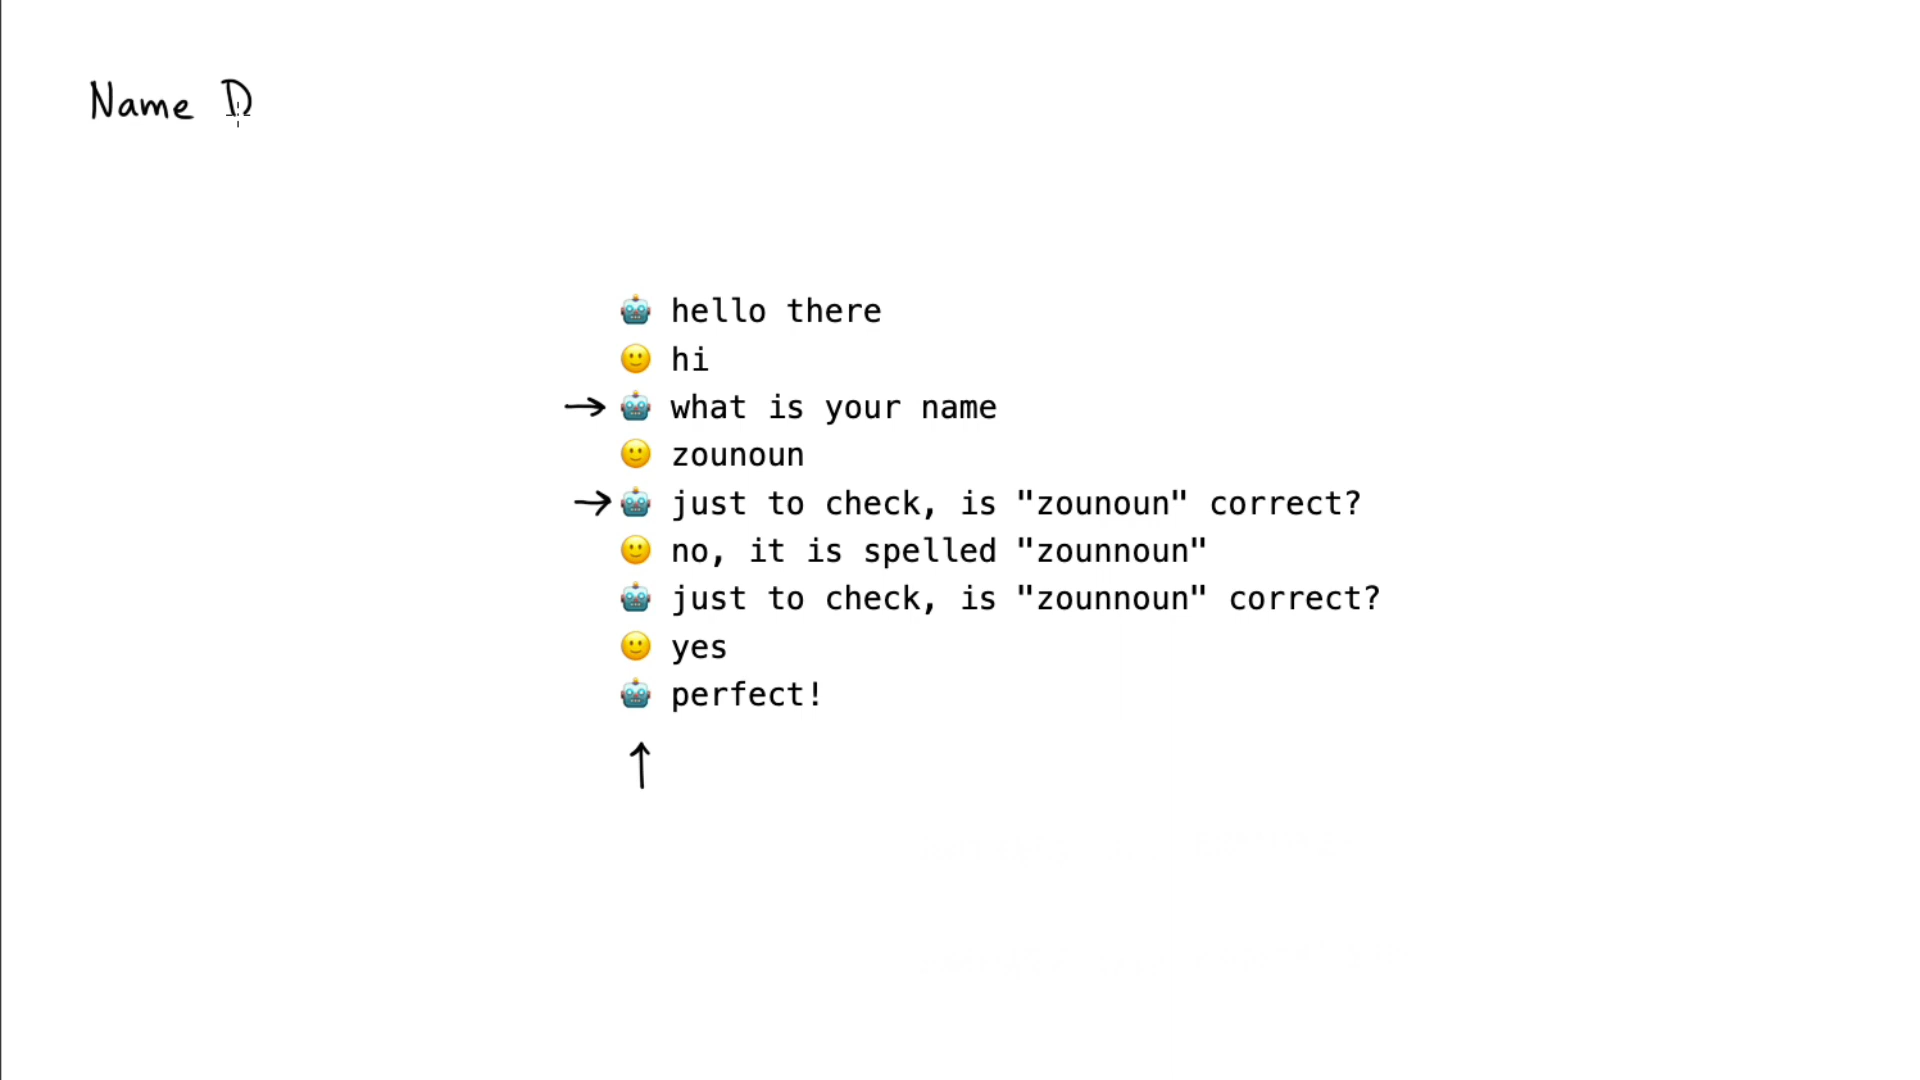 Name D
hello there
hi
what is your name
zounoun
just to check, is "zounoun" correct?
no, it is spelled "zounnoun"
just to check, is "zounnoun" correct?
yes
perfect!